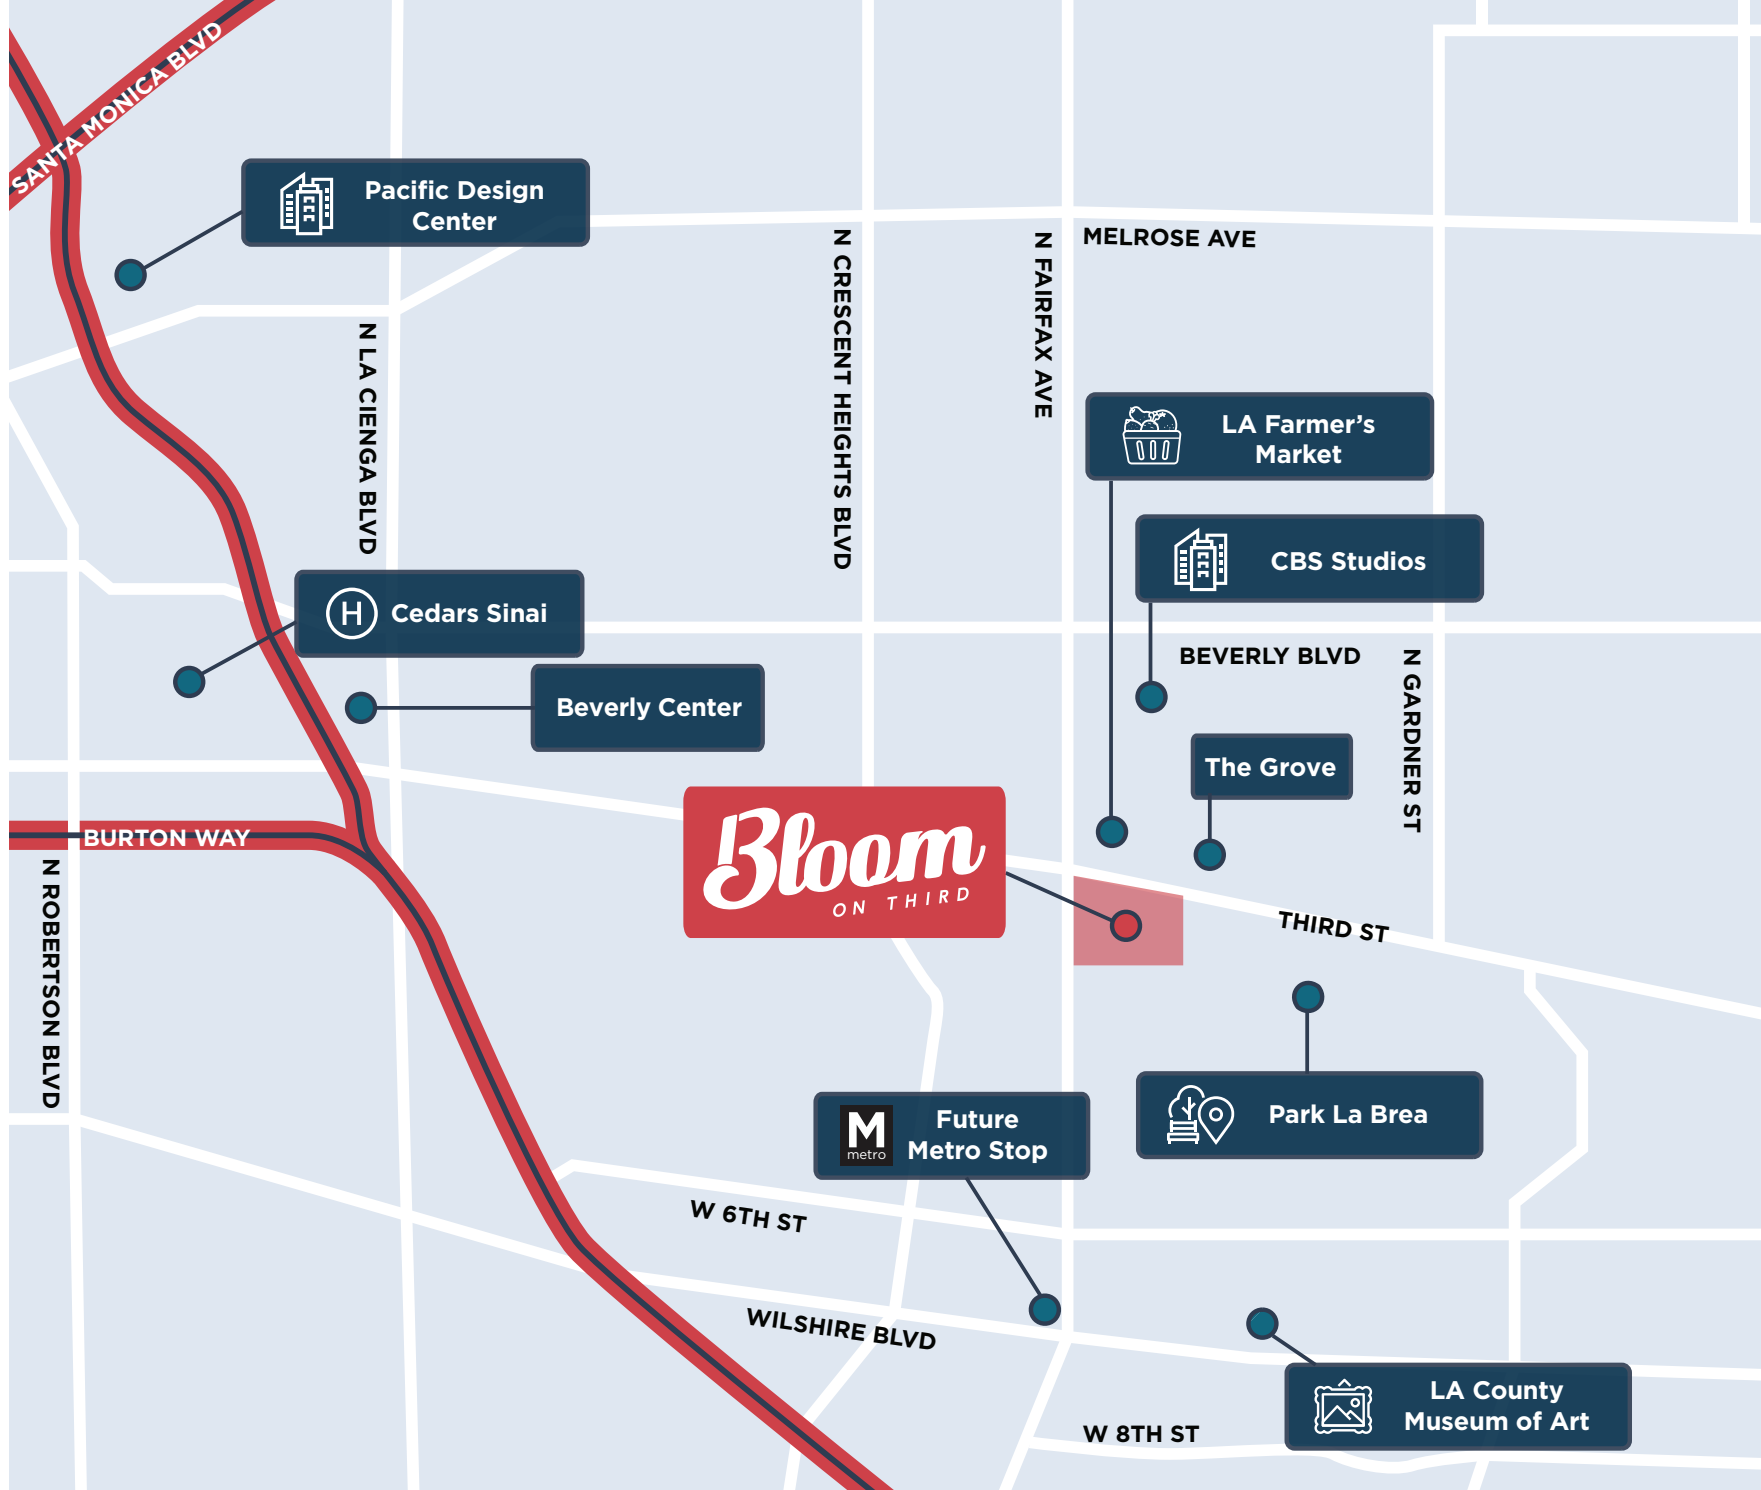 SANTA MONICA BLVD
Pacific Design
Center
MELROSE AVE
N CRESCENT HEIGHTS BLVD
N FAIRFAX AVE
N LA CIENGA BLVD
LA Farmer's
Market
CBS Studios
H
Cedars Sinai
BEVERLY BLVD
N GARDNER ST
Beverly Center
The Grove
BURTON WAY
Bloom
ON THIRD
N ROBERTSON BLVD
THIRD ST
M
metro
Future
Metro Stop
Park La Brea
W 6TH ST
WILSHIRE BLVD
LA County
Museum of Art
W 8TH ST